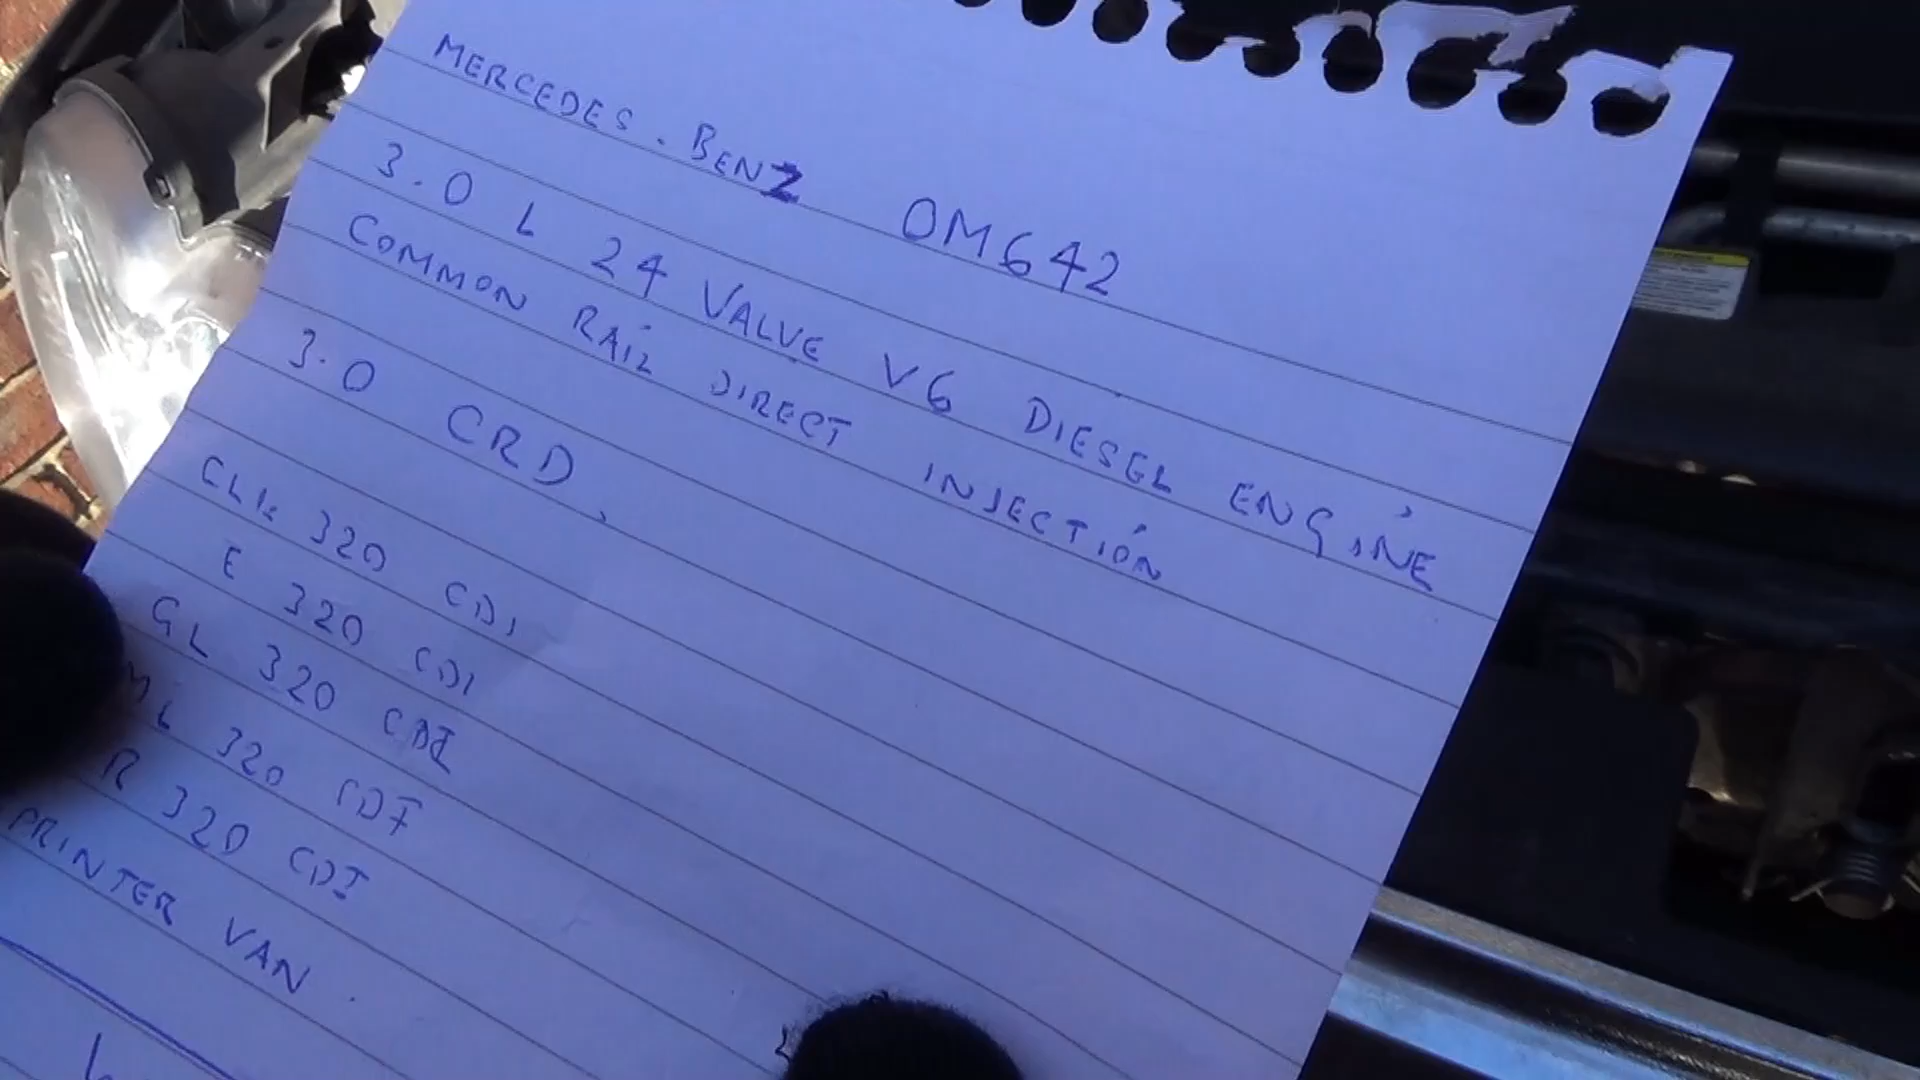 MERCEDES. BENZ OM642
3.0 L 24 VALVE V6 DIESEL ENGINE
COMMON RAIL DIRECT INJECTION
3.0 CRD.
CLK 320 CDI
E 320 CDI
GL 320 CDI
ML 320 CDI
R 320 CDI
PRINTER VAN.